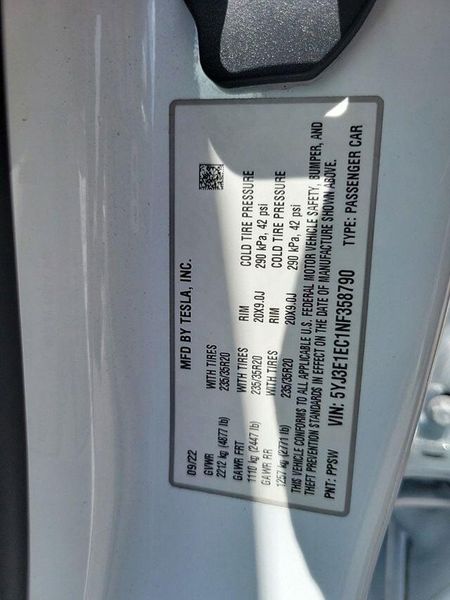 MFD BY TESLA, INC.
09/22
GVWR WITH TIRES RIM COLD TIRE PRESSURE
2212 kg (4877 lb) 235/35R20 20X9.0J 290 kPa, 42 psi
GAWR FRT WITH TIRES RIM COLD TIRE PRESSURE
1110 kg (2447 lb) 235/35R20 20X9.0J 290 kPa, 42 psi
GAWR RR
1257 kg (2771 lb) 235/35R20
THIS VEHICLE CONFORMS TO ALL APPLICABLE U.S. FEDERAL MOTOR VEHICLE SAFETY, BUMPER, AND
THEFT PREVENTION STANDARDS IN EFFECT ON THE DATE OF MANUFACTURE SHOWN ABOVE.
VIN: 5YJ3E1EC1NF358790
PNT: PPSW TYPE: PASSENGER CAR